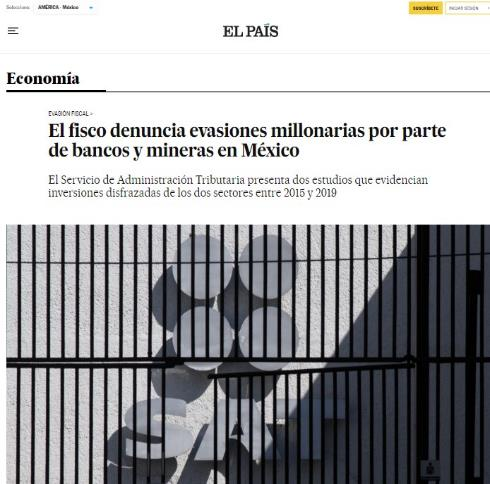 Seleccione: AMÉRICA - México
SUSCRÍBETE
INICIAR SESIÓN
EL PAÍS
Economía
EVASIÓN FISCAL >
El fisco denuncia evasiones millonarias por parte
de bancos y mineras en México
El Servicio de Administración Tributaria presenta dos estudios que evidencian
inversiones disfrazadas de los dos sectores entre 2015 y 2019
SAT